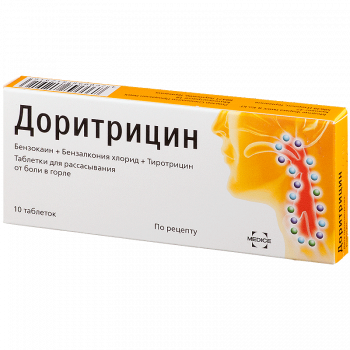 Доритрицин
Бензокаин + Бензалкония хлорид + Тиротрицин
Таблетки для рассасывания
от боли в горле
10 таблеток
По рецепту
MEDICE
Доритрицин